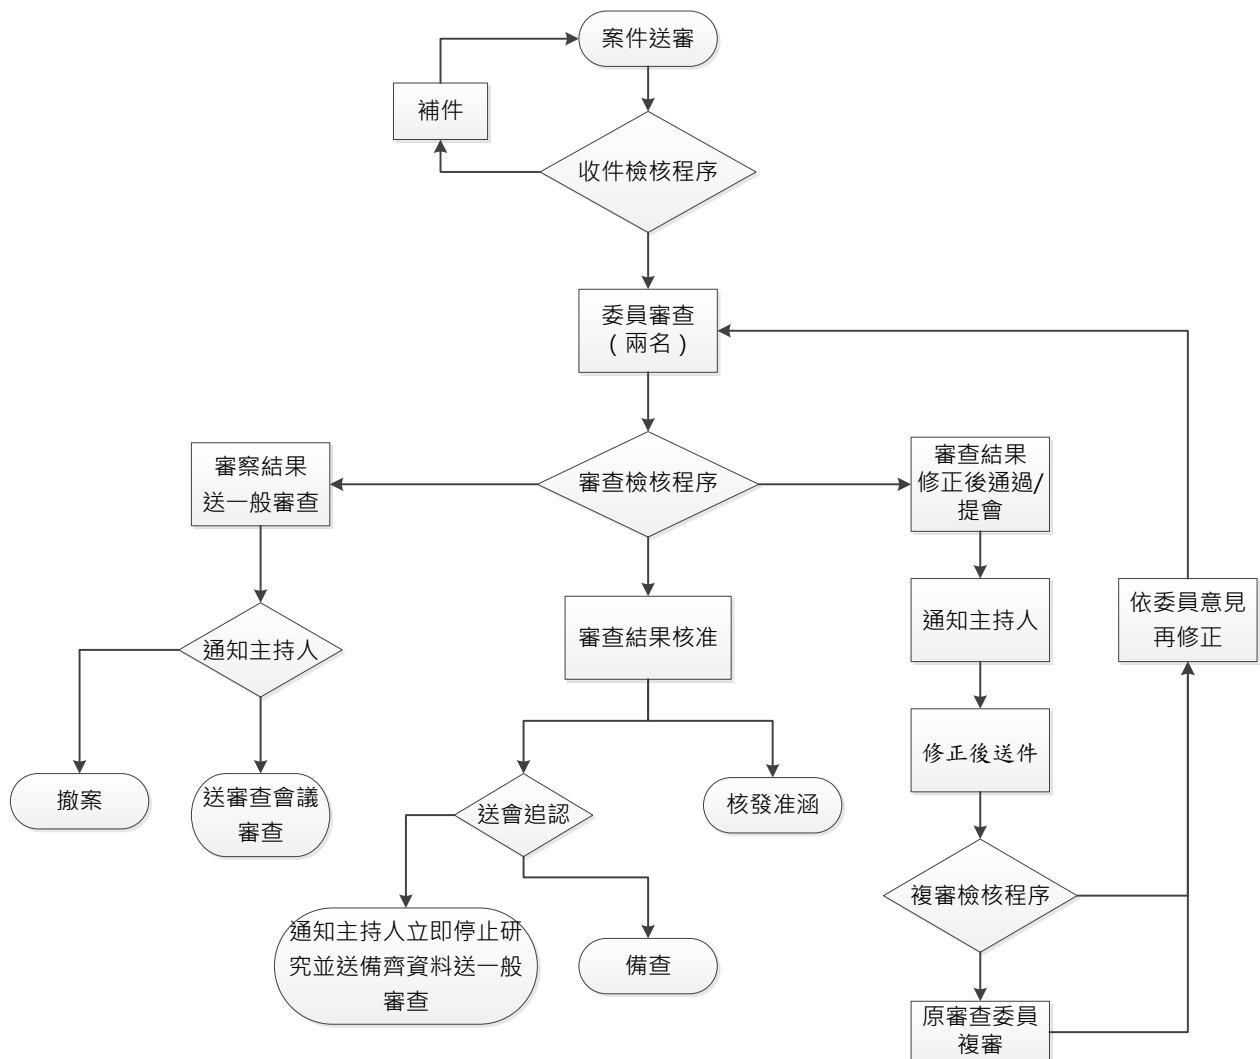 案件送審
補件
收件檢核程序
委員審查
(兩名)
審察結果
送一般審查
審查檢核程序
審查結果
修正後通過/
提會
通知主持人
審查結果核准
通知主持人
依委員意見
再修正
修正後送件
撤案
送審查會議
審查
送會追認
核發准涵
複審檢核程序
通知主持人立即停止研
究並送備齊資料送一般
審查
備查
原審查委員
複審